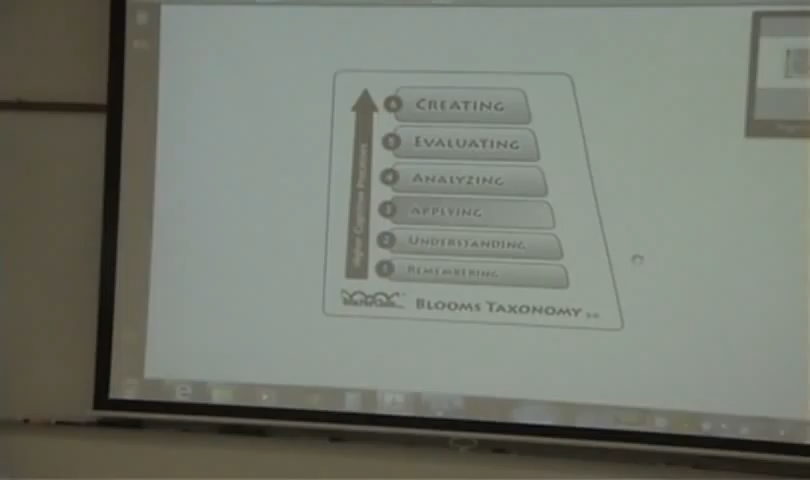 6 CREATING
5 EVALUATING
4 ANALYZING
3 APPLYING
2 UNDERSTANDING
1 REMEMBERING
Higher Cognitive Processes
BLOOMS TAXONOMY